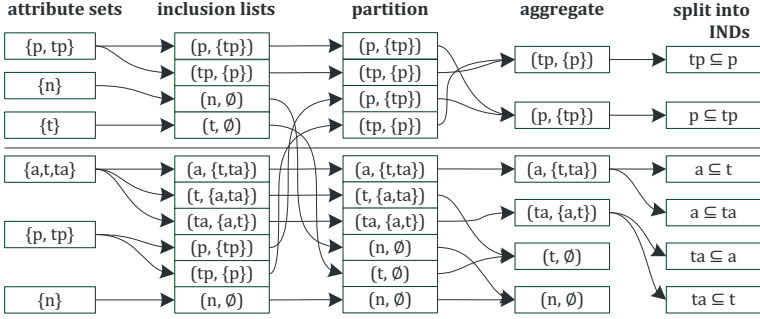 attribute sets inclusion lists partition aggregate split into
INDs
{p, tp} (p, {tp}) (p, {tp})
(tp, {p}) (tp, {p}) (tp, {p}) tp ⊆ p
{n} (n, Ø) (p, {tp})
(p, {tp}) p ⊆ tp
{t} (t, Ø) (tp, {p})
{a,t,ta} (a, {t,ta}) (a, {t,ta}) (a, {t,ta}) a ⊆ t
(t, {a,ta}) (t, {a,ta})
(ta, {a,t}) (ta, {a,t}) (ta, {a,t}) a ⊆ ta
{p, tp} (p, {tp}) (n, Ø)
(t, Ø) ta ⊆ a
(tp, {p}) (t, Ø)
{n} (n, Ø) (n, Ø) (n, Ø) ta ⊆ t